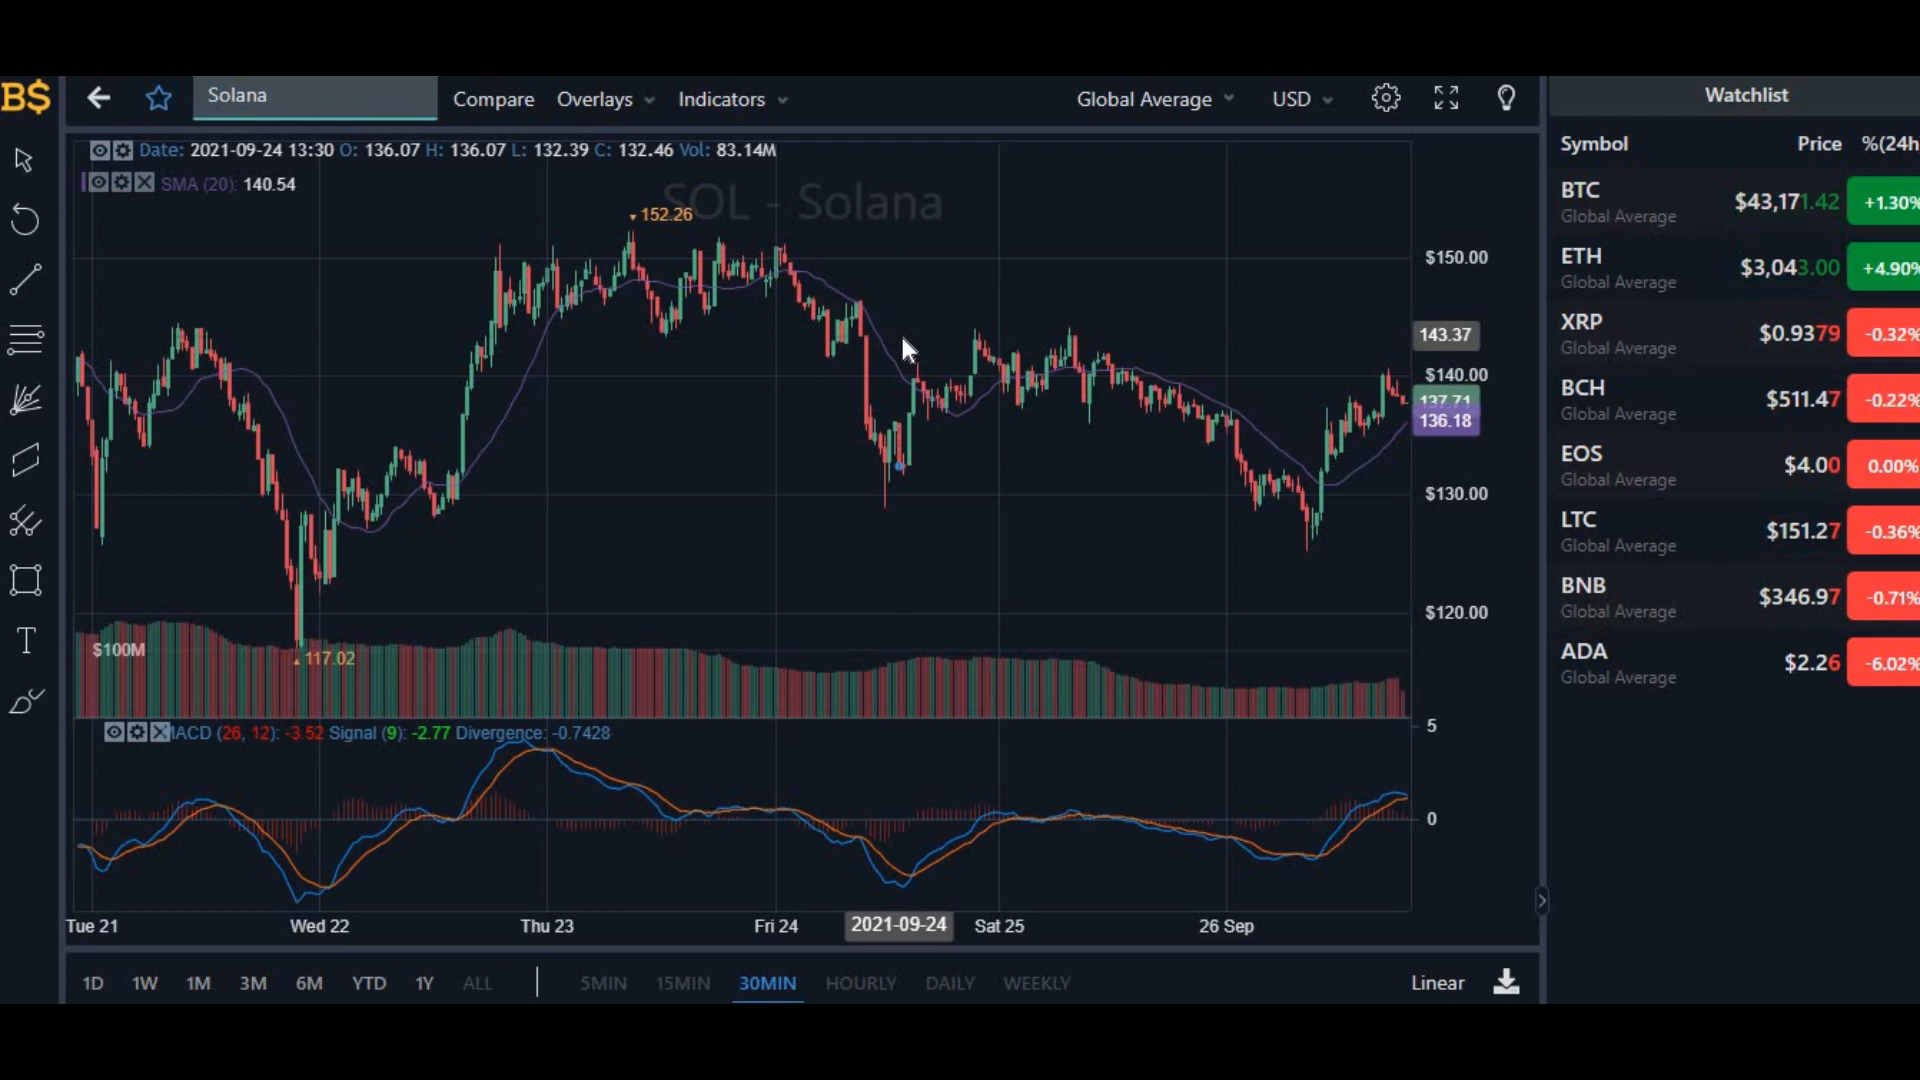 B$
Solana
Compare
Overlays
Indicators
Global Average
USD
Watchlist
Date: 2021-09-24 13:30 O: 136.07 H: 136.07 L: 132.39 C: 132.46 Vol: 83.14M
SMA (20): 140.54
SOL - Solana
152.26
117.02
$100M
$150.00
143.37
$140.00
137.71
136.18
$130.00
$120.00
MACD (26, 12): -3.52 Signal (9): -2.77 Divergence: -0.7428
5
0
Tue 21
Wed 22
Thu 23
Fri 24
2021-09-24
Sat 25
26 Sep
1D 1W 1M 3M 6M YTD 1Y ALL
5MIN 15MIN 30MIN HOURLY DAILY WEEKLY
Linear
Symbol Price %(24h
BTC $43,171.42 +1.30%
Global Average
ETH $3,043.00 +4.90%
Global Average
XRP $0.9379 -0.32%
Global Average
BCH $511.47 -0.22%
Global Average
EOS $4.00 0.00%
Global Average
LTC $151.27 -0.36%
Global Average
BNB $346.97 -0.71%
Global Average
ADA $2.26 -6.02%
Global Average
T